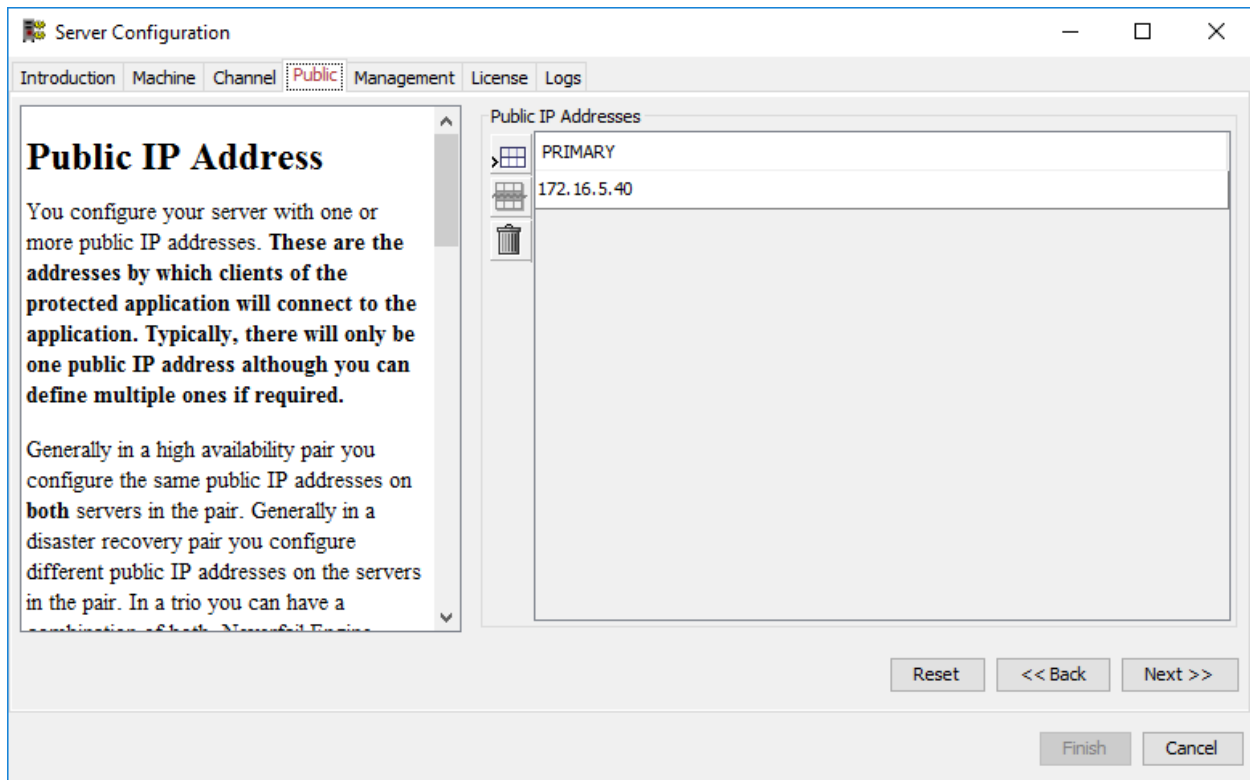 Server Configuration
Introduction Machine Channel Public Management License Logs
Public IP Address
You configure your server with one or
more public IP addresses. These are the
addresses by which clients of the
protected application will connect to the
application. Typically, there will only be
one public IP address although you can
define multiple ones if required.
Generally in a high availability pair you
configure the same public IP addresses on
both servers in the pair. Generally in a
disaster recovery pair you configure
different public IP addresses on the servers
in the pair. In a trio you can have a
combination of both. Neverfail Engine
Public IP Addresses
PRIMARY
172.16.5.40
Reset << Back Next >>
Finish Cancel